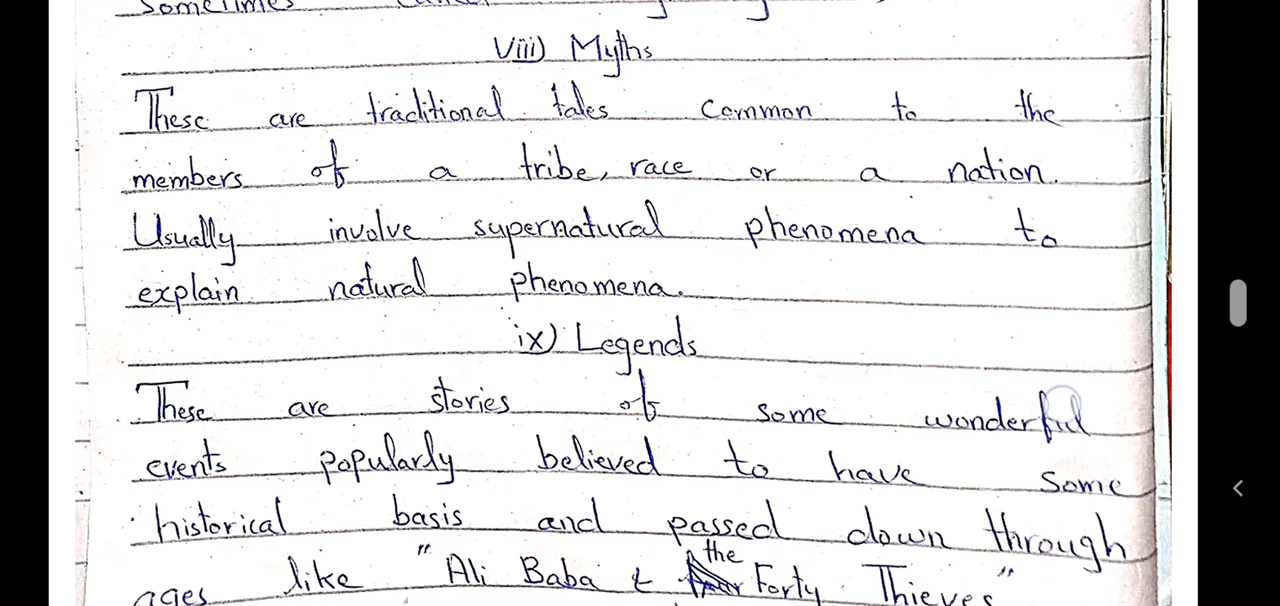 Sometimes
Viii) Myths
These are traditional tales common to the
members of a tribe, race or a nation.
Usually involve supernatural phenomena to
explain natural phenomena.
ix) Legends
These are stories of some wonderful
events popularly believed to have some
historical basis and passed down through
ages like "Ali Baba & the Forty Thieves"